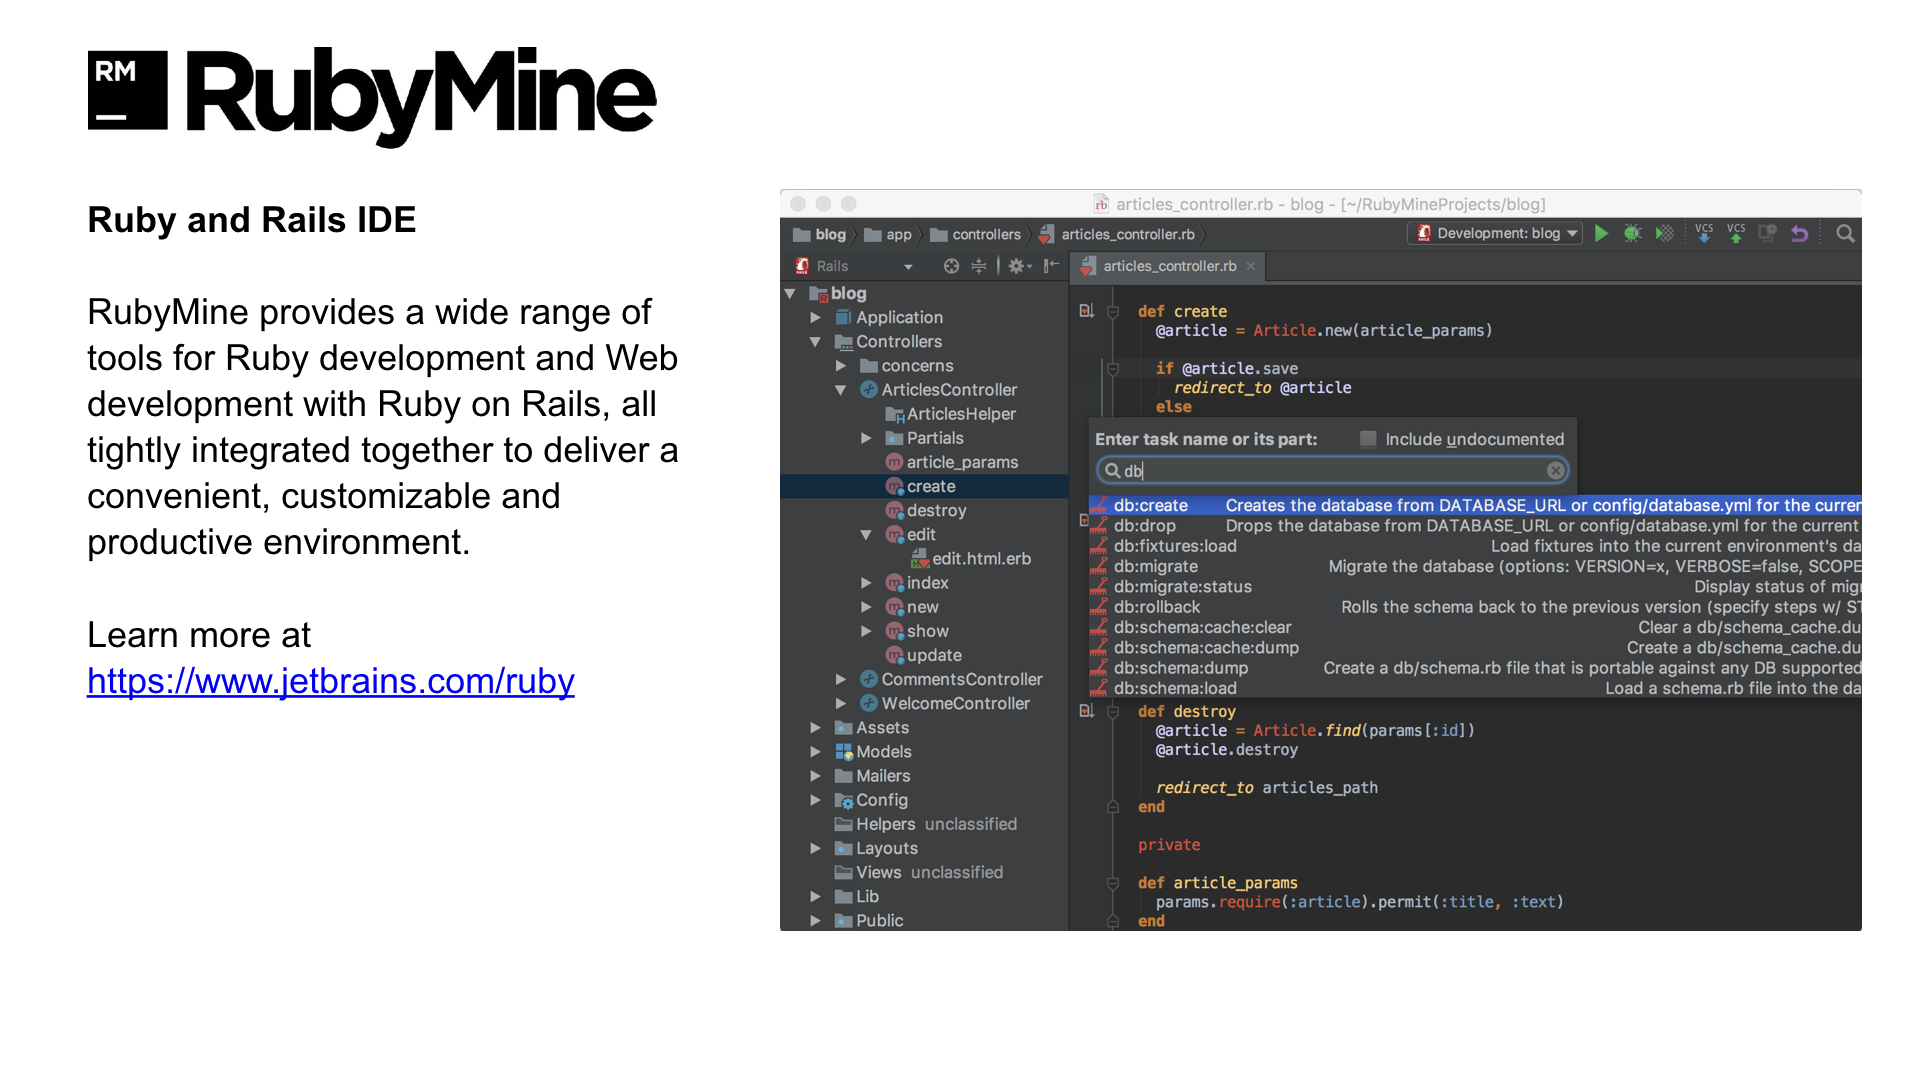 RM
RubyMine
Ruby and Rails IDE
RubyMine provides a wide range of
tools for Ruby development and Web
development with Ruby on Rails, all
tightly integrated together to deliver a
convenient, customizable and
productive environment.
Learn more at
https://www.jetbrains.com/ruby
articles_controller.rb - blog - [~/RubyMineProjects/blog]
blog app controllers articles_controller.rb
Development: blog VCS VCS
Rails
articles_controller.rb
blog
Application
Controllers
concerns
ArticlesController
ArticlesHelper
Partials
article_params
create
destroy
edit
edit.html.erb
index
new
show
update
CommentsController
WelcomeController
Assets
Models
Mailers
Config
Helpers unclassified
Layouts
Views unclassified
Lib
Public
def create
@article = Article.new(article_params)
if @article.save
redirect_to @article
else
Enter task name or its part: Include undocumented
db
db:create Creates the database from DATABASE_URL or config/database.yml for the currer
db:drop Drops the database from DATABASE_URL or config/database.yml for the current
db:fixtures:load Load fixtures into the current environment's da
db:migrate Migrate the database (options: VERSION=x, VERBOSE=false, SCOPE
db:migrate:status Display status of mig
db:rollback Rolls the schema back to the previous version (specify steps w/ ST
db:schema:cache:clear Clear a db/schema_cache.du
db:schema:cache:dump Create a db/schema_cache.du
db:schema:dump Create a db/schema.rb file that is portable against any DB supported
db:schema:load Load a schema.rb file into the da
def destroy
@article = Article.find(params[:id])
@article.destroy
redirect_to articles_path
end
private
def article_params
params.require(:article).permit(:title, :text)
end